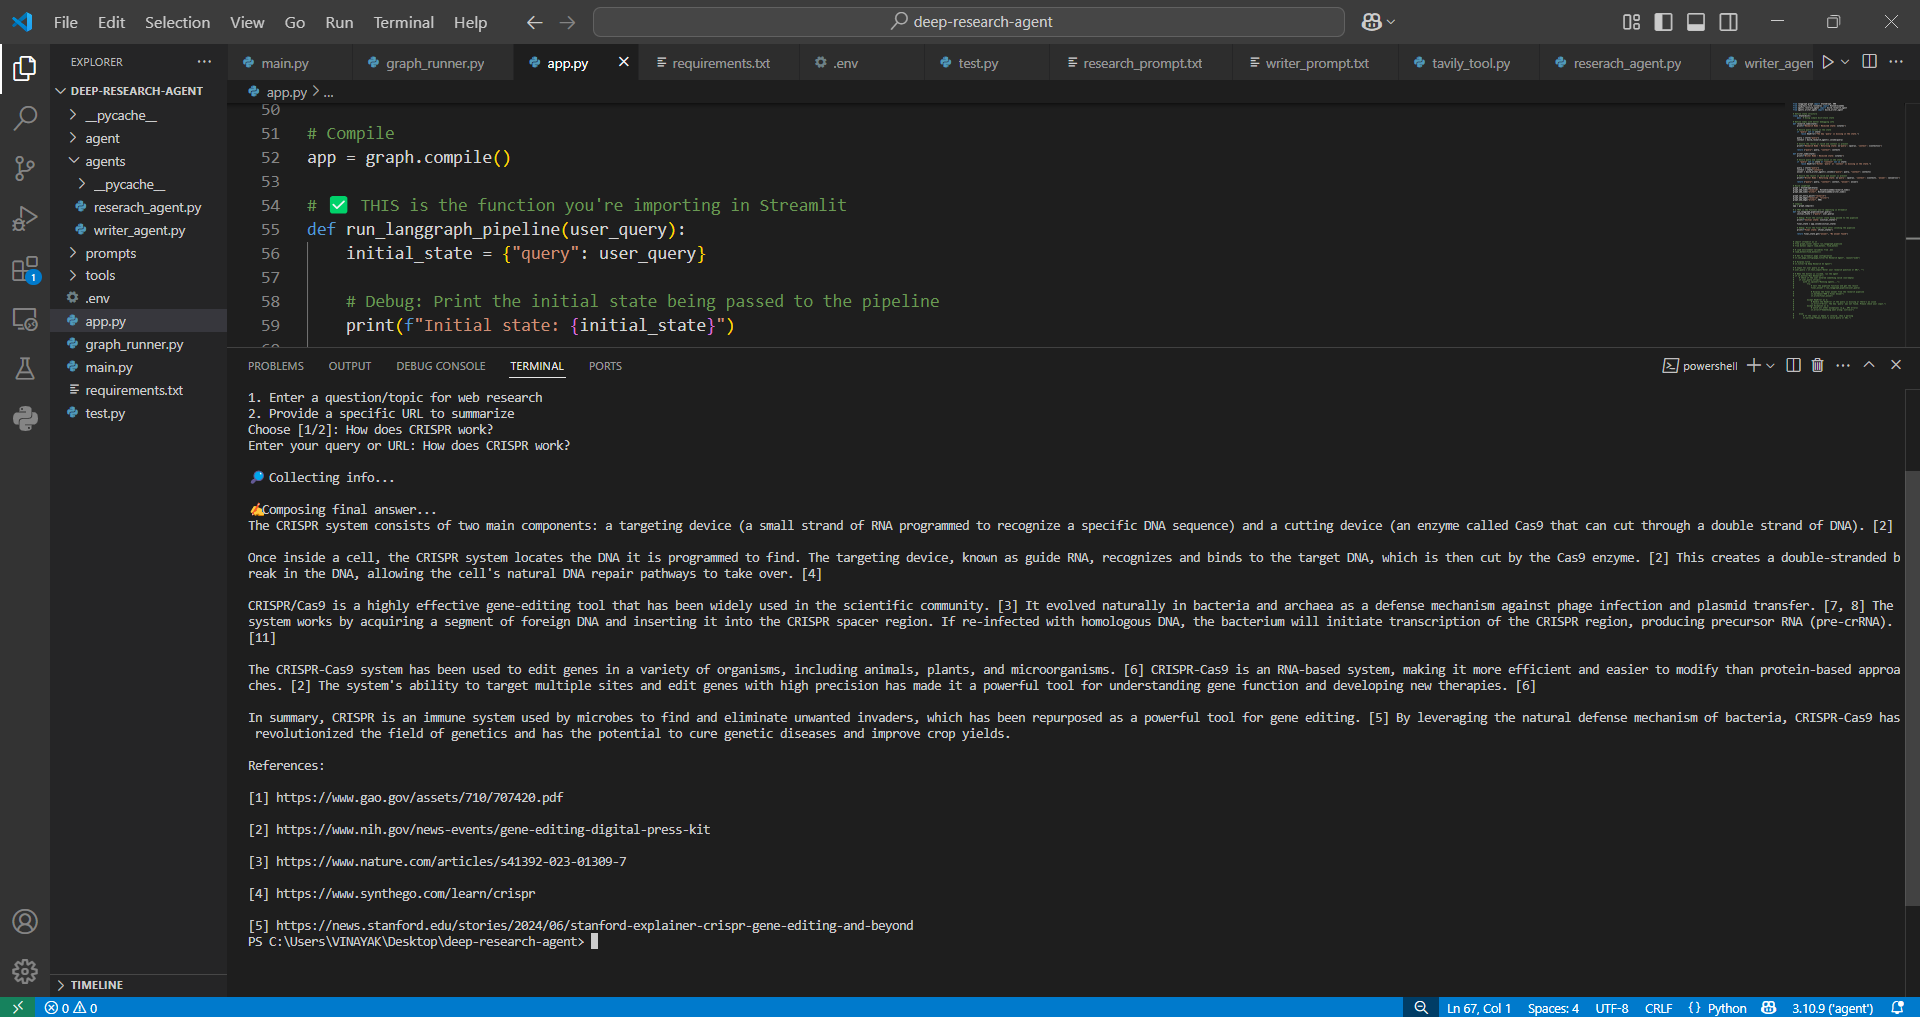 File Edit Selection View Go Run Terminal Help
deep-research-agent
EXPLORER
DEEP-RESEARCH-AGENT
__pycache__
agent
agents
__pycache__
reserach_agent.py
writer_agent.py
prompts
tools
.env
app.py
graph_runner.py
main.py
requirements.txt
test.py
TIMELINE
main.py graph_runner.py app.py requirements.txt .env test.py research_prompt.txt writer_prompt.txt tavily_tool.py reserach_agent.py writer_agen
app.py > ...
50
51 # Compile
52 app = graph.compile()
53
54 # ✅ THIS is the function you're importing in Streamlit
55 def run_langgraph_pipeline(user_query):
56 initial_state = {"query": user_query}
57
58 # Debug: Print the initial state being passed to the pipeline
59 print(f"Initial state: {initial_state}")
PROBLEMS OUTPUT DEBUG CONSOLE TERMINAL PORTS
powershell
1. Enter a question/topic for web research
2. Provide a specific URL to summarize
Choose [1/2]: How does CRISPR work?
Enter your query or URL: How does CRISPR work?
🔎 Collecting info...
✍Composing final answer...
The CRISPR system consists of two main components: a targeting device (a small strand of RNA programmed to recognize a specific DNA sequence) and a cutting device (an enzyme called Cas9 that can cut through a double strand of DNA). [2]
Once inside a cell, the CRISPR system locates the DNA it is programmed to find. The targeting device, known as guide RNA, recognizes and binds to the target DNA, which is then cut by the Cas9 enzyme. [2] This creates a double-stranded b
reak in the DNA, allowing the cell's natural DNA repair pathways to take over. [4]
CRISPR/Cas9 is a highly effective gene-editing tool that has been widely used in the scientific community. [3] It evolved naturally in bacteria and archaea as a defense mechanism against phage infection and plasmid transfer. [7, 8] The
system works by acquiring a segment of foreign DNA and inserting it into the CRISPR spacer region. If re-infected with homologous DNA, the bacterium will initiate transcription of the CRISPR region, producing precursor RNA (pre-crRNA).
[11]
The CRISPR-Cas9 system has been used to edit genes in a variety of organisms, including animals, plants, and microorganisms. [6] CRISPR-Cas9 is an RNA-based system, making it more efficient and easier to modify than protein-based approa
ches. [2] The system's ability to target multiple sites and edit genes with high precision has made it a powerful tool for understanding gene function and developing new therapies. [6]
In summary, CRISPR is an immune system used by microbes to find and eliminate unwanted invaders, which has been repurposed as a powerful tool for gene editing. [5] By leveraging the natural defense mechanism of bacteria, CRISPR-Cas9 has
revolutionized the field of genetics and has the potential to cure genetic diseases and improve crop yields.
References:
[1] https://www.gao.gov/assets/710/707420.pdf
[2] https://www.nih.gov/news-events/gene-editing-digital-press-kit
[3] https://www.nature.com/articles/s41392-023-01309-7
[4] https://www.synthego.com/learn/crispr
[5] https://news.stanford.edu/stories/2024/06/stanford-explainer-crispr-gene-editing-and-beyond
PS C:\Users\VINAYAK\Desktop\deep-research-agent>
1
0 0
Ln 67, Col 1 Spaces: 4 UTF-8 CRLF {} Python 3.10.9 ('agent')